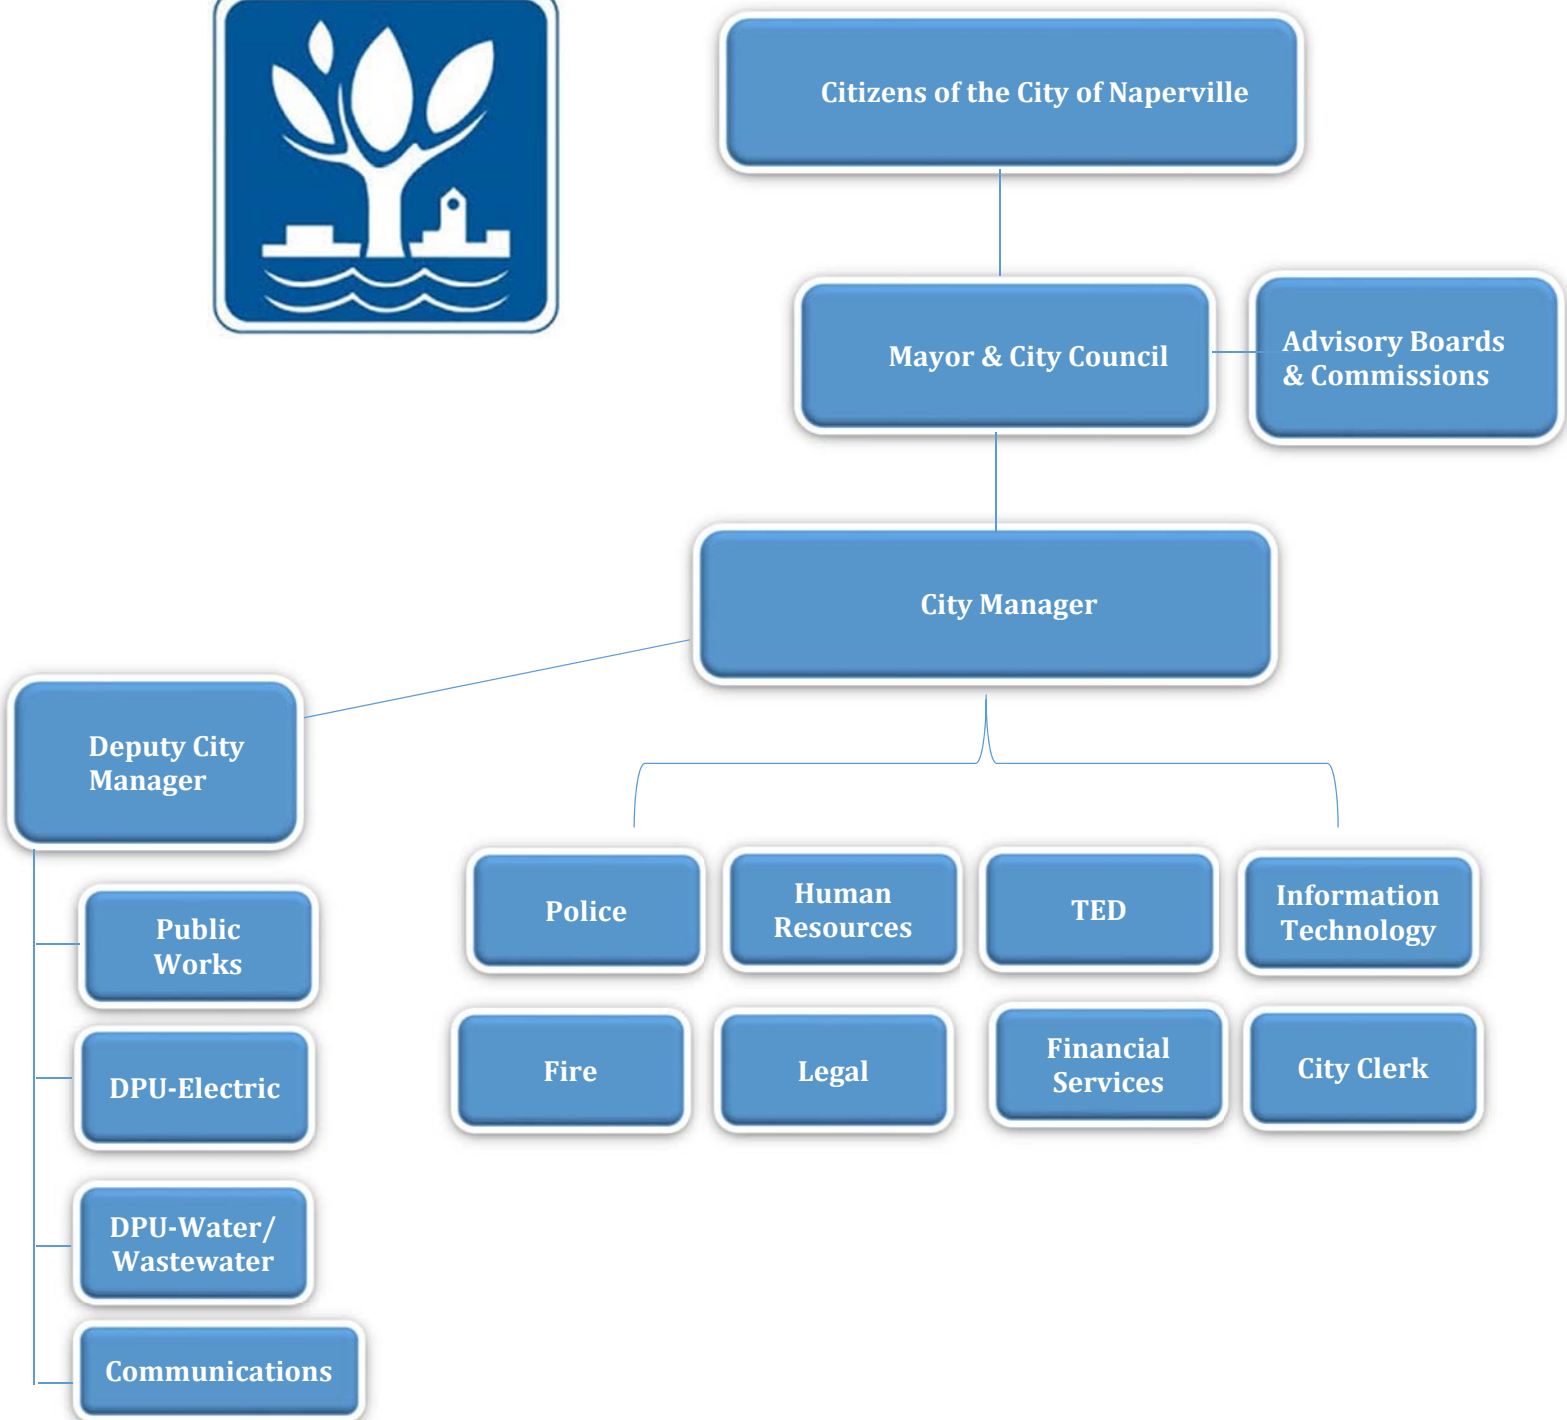 Citizens of the City of Naperville
Mayor & City Council
Advisory Boards
& Commissions
City Manager
Deputy City
Manager
Police
Human
Resources
TED
Information
Technology
Public
Works
Fire
Legal
Financial
Services
City Clerk
DPU-Electric
DPU-Water/
Wastewater
Communications